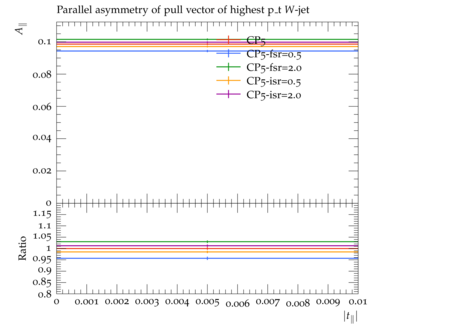 Parallel asymmetry of pull vector of highest p_t W-jet
A∥
0.1
0.08
0.06
0.04
0.02
0
CP5
CP5-fsr=0.5
CP5-fsr=2.0
CP5-isr=0.5
CP5-isr=2.0
Ratio
1.15
1.1
1.05
1
0.95
0.9
0.85
0.8
0 0.001 0.002 0.003 0.004 0.005 0.006 0.007 0.008 0.009 0.01
|t∥|